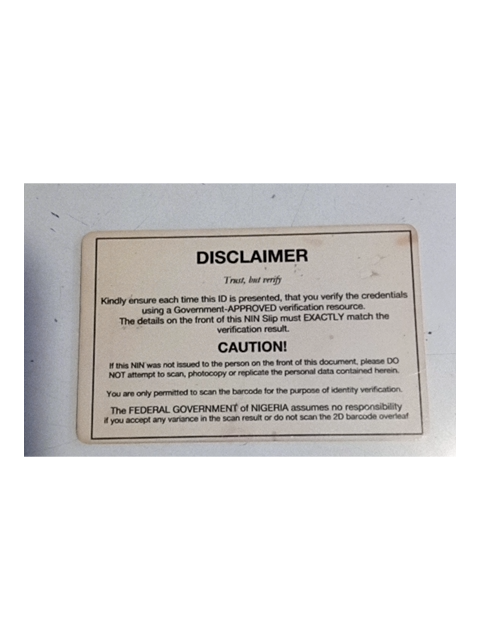 DISCLAIMER
Trust, but verify
Kindly ensure each time this ID is presented, that you verify the credentials
using a Government-APPROVED verification resource.
The details on the front of this NIN Slip must EXACTLY match the
verification result.
CAUTION!
If this NIN was not issued to the person on the front of this document, please DO
NOT attempt to scan, photocopy or replicate the personal data contained herein.
You are only permitted to scan the barcode for the purpose of identity verification.
The FEDERAL GOVERNMENT of NIGERIA assumes no responsibility
if you accept any variance in the scan result or do not scan the 2D barcode overleaf